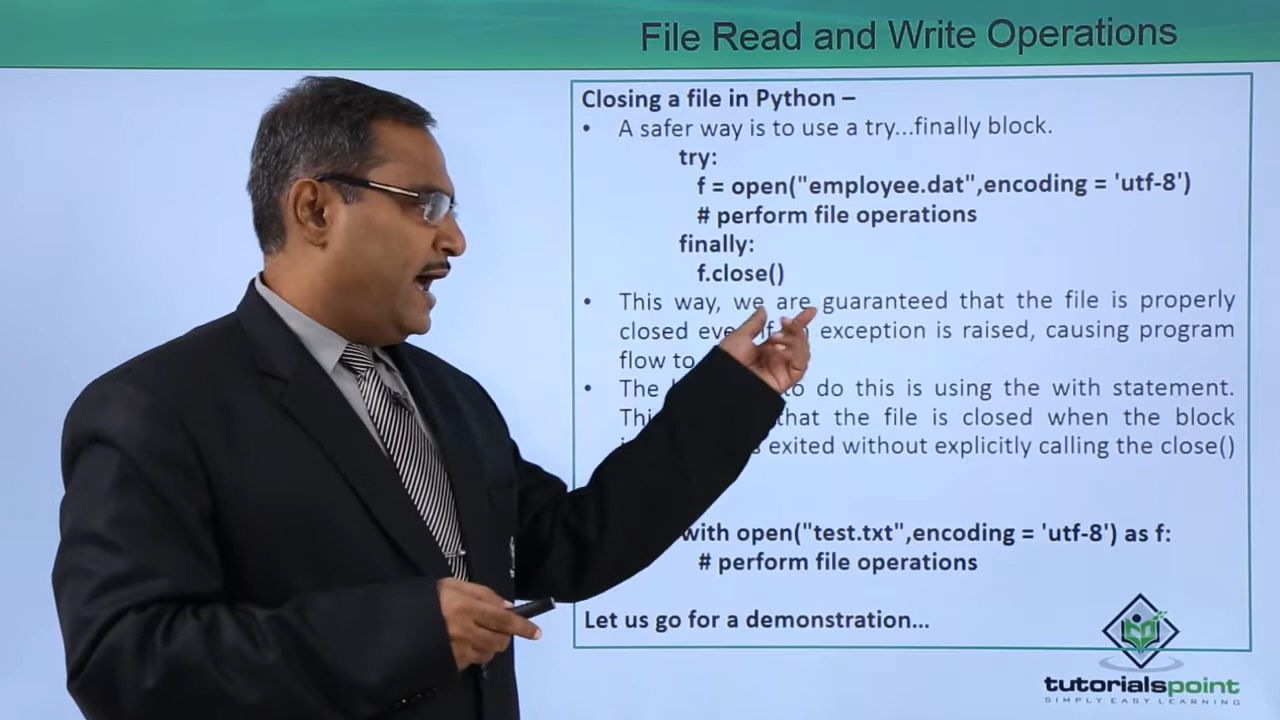 File Read and Write Operations
Closing a file in Python –
• A safer way is to use a try...finally block.
try:
f = open("employee.dat",encoding = 'utf-8')
# perform file operations
finally:
f.close()
• This way, we are guaranteed that the file is properly
closed even if exception is raised, causing program
flow to
• The to do this is using the with statement.
that the file is closed when the block
exited without explicitly calling the close()
with open("test.txt",encoding = 'utf-8') as f:
# perform file operations
Let us go for a demonstration...
tutorialspoint
SIMPLY EASY LEARNING